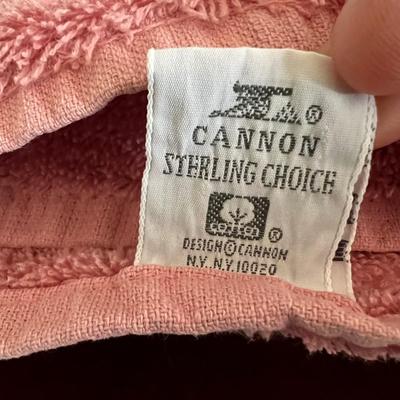 ®
CANNON
STERLING CHOICE
COTTON ®
DESIGN©CANNON
N.Y., N.Y. 10020